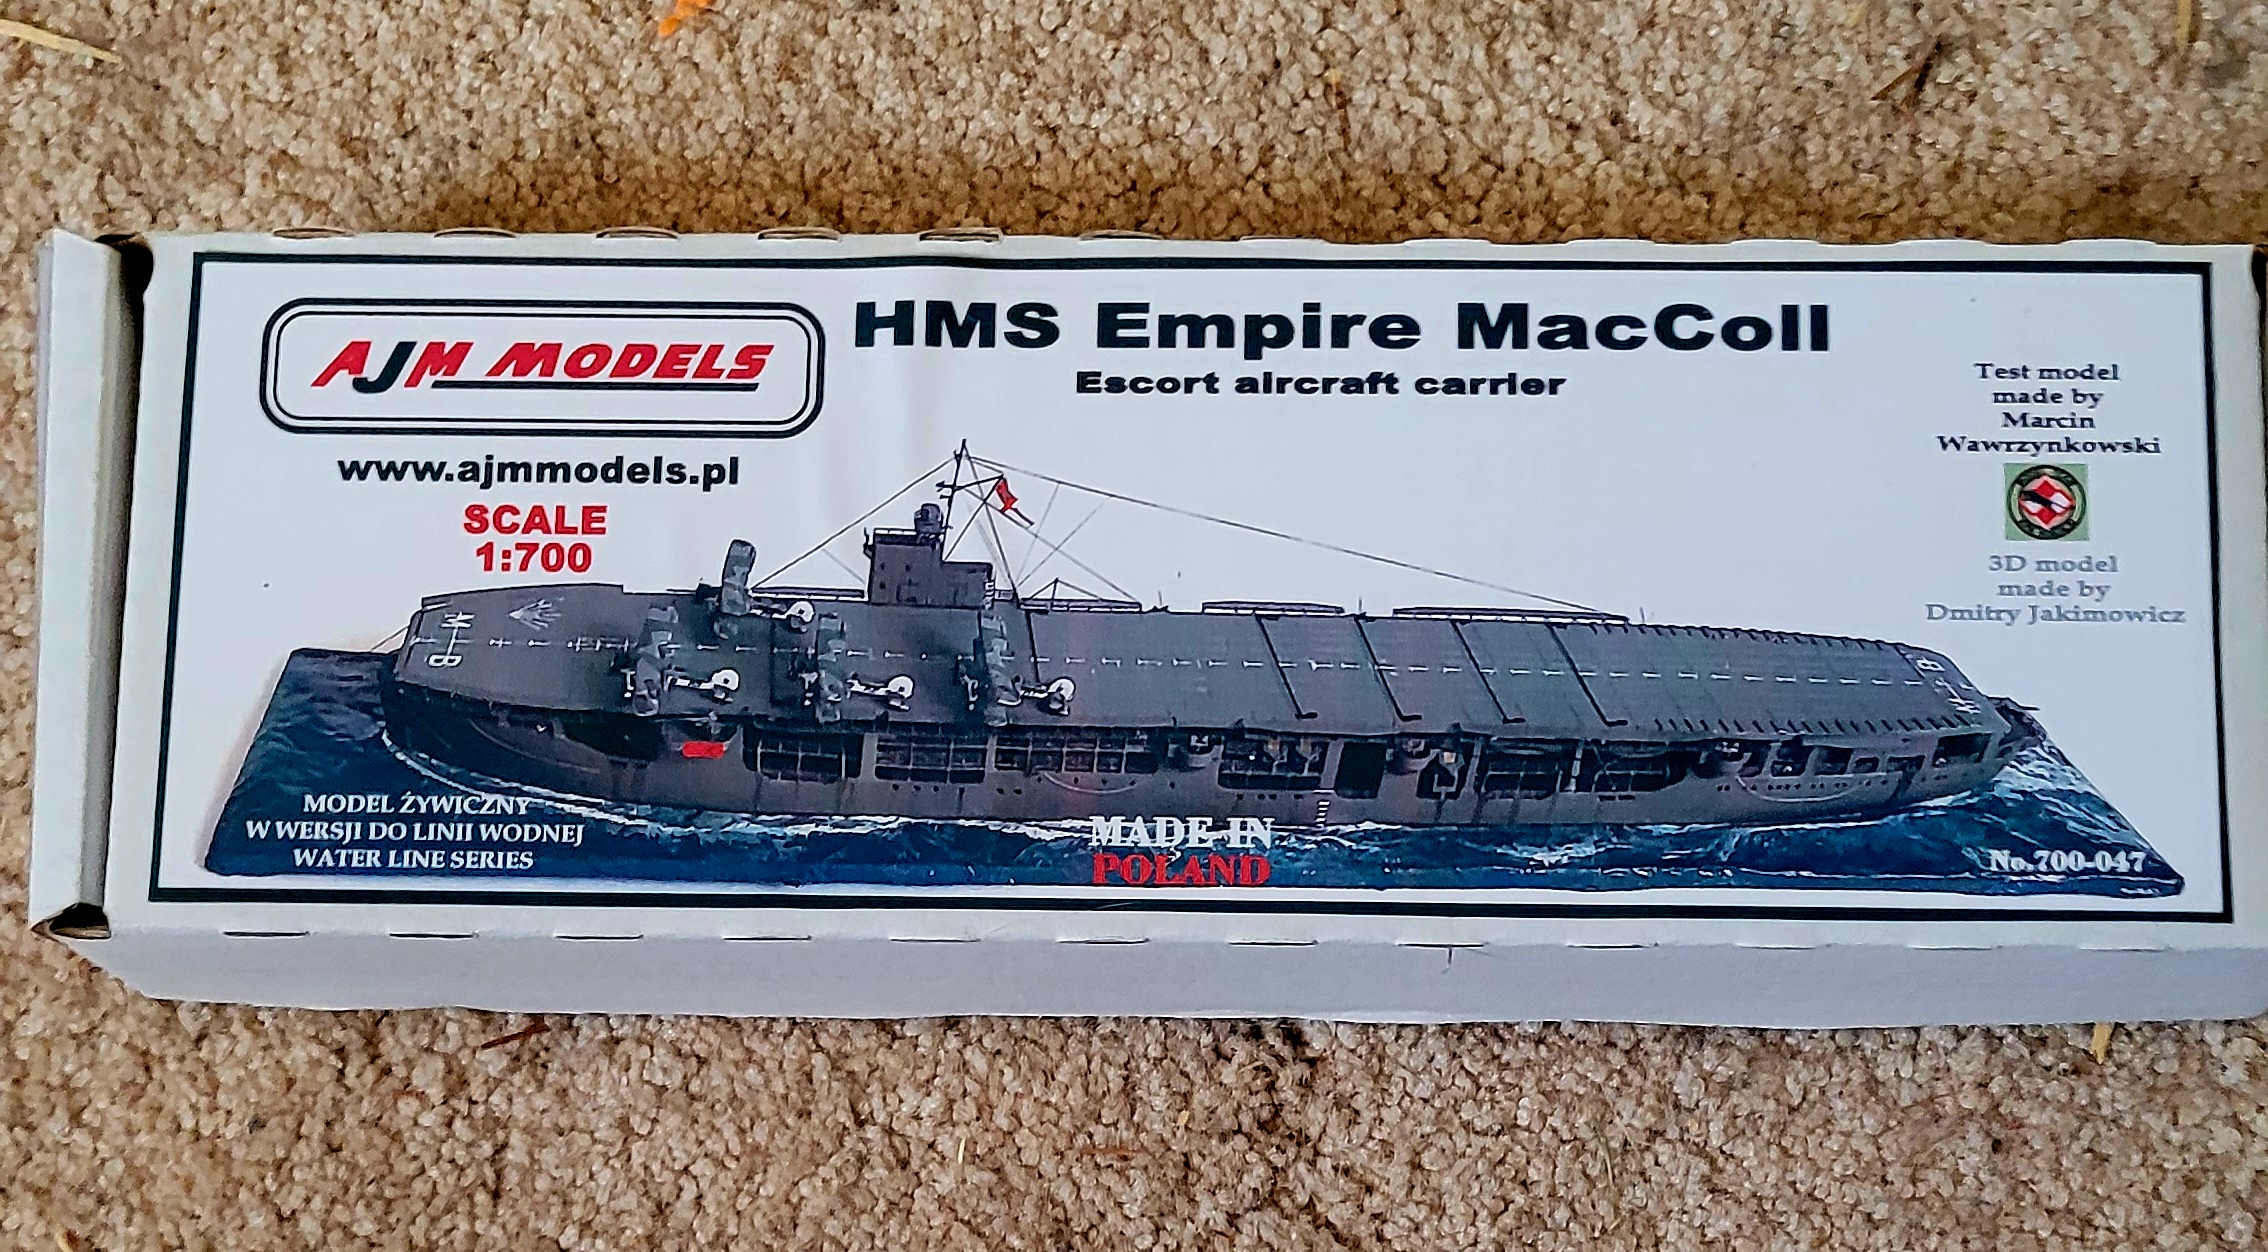 AJM MODELS
HMS Empire MacColl
Escort aircraft carrier
www.ajmmodels.pl
SCALE
1:700
Test model
made by
Marcin
Wawrzynkowski
3D model
made by
Dmitry Jakimowicz
MODEL ŻYWICZNY
W WERSJI DO LINII WODNEJ
WATER LINE SERIES
MADE IN
POLAND
No.700-047